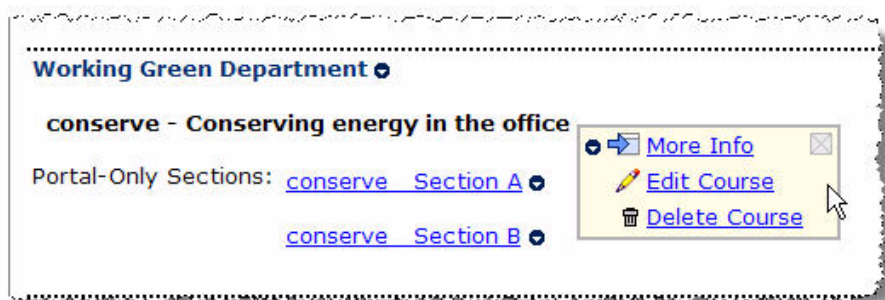 Working Green Department
conserve - Conserving energy in the office
More Info
Portal-Only Sections: conserve Section A
Edit Course
Delete Course
conserve Section B